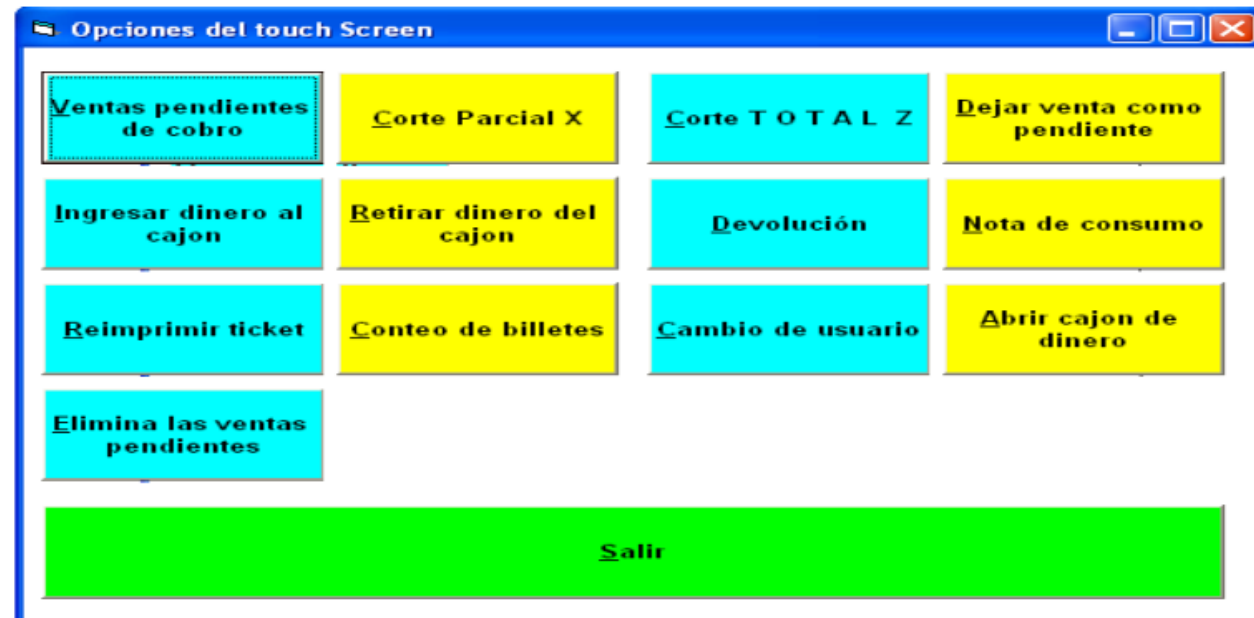 Opciones del touch Screen
Ventas pendientes
de cobro
Corte Parcial X
Corte T O T A L Z
Dejar venta como
pendiente
Ingresar dinero al
cajon
Retirar dinero del
cajon
Devolución
Nota de consumo
Reimprimir ticket
Conteo de billetes
Cambio de usuario
Abrir cajon de
dinero
Elimina las ventas
pendientes
Salir